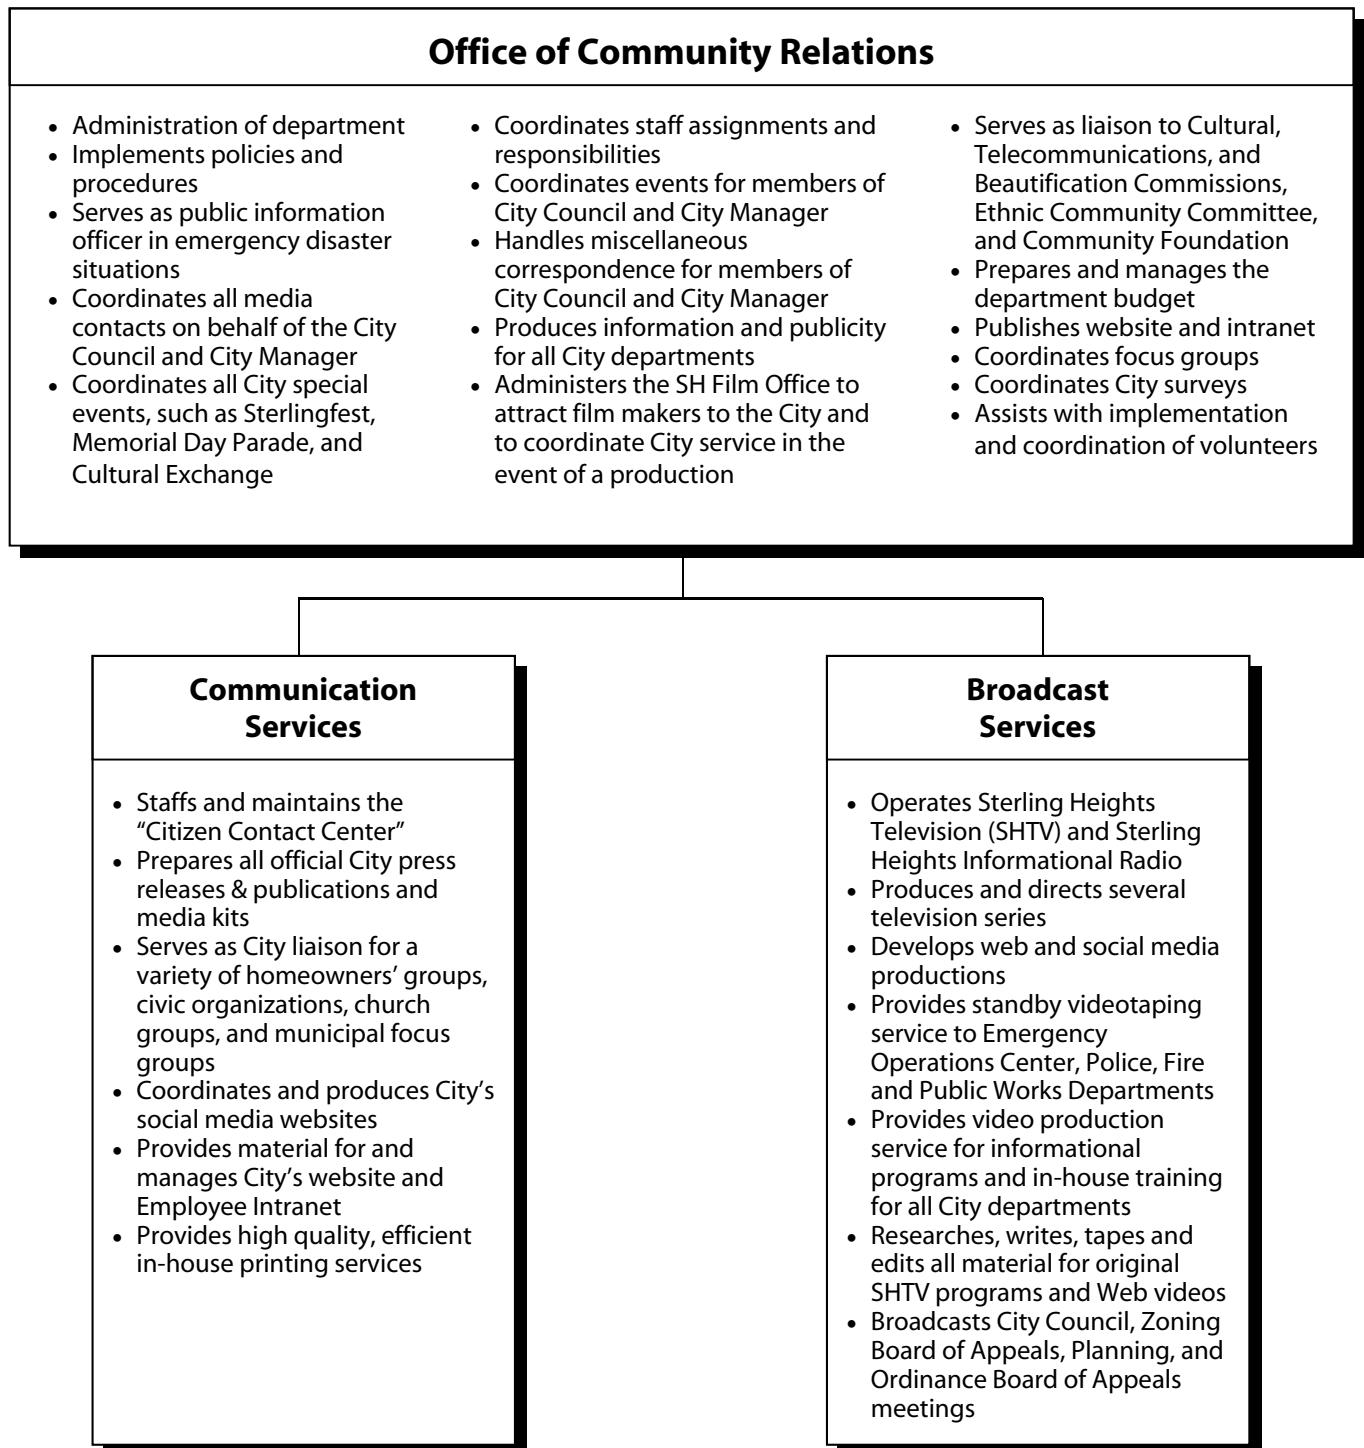 Office of Community Relations
• Administration of department
• Implements policies and
procedures
• Serves as public information
officer in emergency disaster
situations
• Coordinates all media
contacts on behalf of the City
Council and City Manager
• Coordinates all City special
events, such as Sterlingfest,
Memorial Day Parade, and
Cultural Exchange
• Coordinates staff assignments and
responsibilities
• Coordinates events for members of
City Council and City Manager
• Handles miscellaneous
correspondence for members of
City Council and City Manager
• Produces information and publicity
for all City departments
• Administers the SH Film Office to
attract film makers to the City and
to coordinate City service in the
event of a production
• Serves as liaison to Cultural,
Telecommunications, and
Beautification Commissions,
Ethnic Community Committee,
and Community Foundation
• Prepares and manages the
department budget
• Publishes website and intranet
• Coordinates focus groups
• Coordinates City surveys
• Assists with implementation
and coordination of volunteers
Communication
Services
• Staffs and maintains the
“Citizen Contact Center”
• Prepares all official City press
releases & publications and
media kits
• Serves as City liaison for a
variety of homeowners’ groups,
civic organizations, church
groups, and municipal focus
groups
• Coordinates and produces City’s
social media websites
• Provides material for and
manages City’s website and
Employee Intranet
• Provides high quality, efficient
in-house printing services
Broadcast
Services
• Operates Sterling Heights
Television (SHTV) and Sterling
Heights Informational Radio
• Produces and directs several
television series
• Develops web and social media
productions
• Provides standby videotaping
service to Emergency
Operations Center, Police, Fire
and Public Works Departments
• Provides video production
service for informational
programs and in-house training
for all City departments
• Researches, writes, tapes and
edits all material for original
SHTV programs and Web videos
• Broadcasts City Council, Zoning
Board of Appeals, Planning, and
Ordinance Board of Appeals
meetings